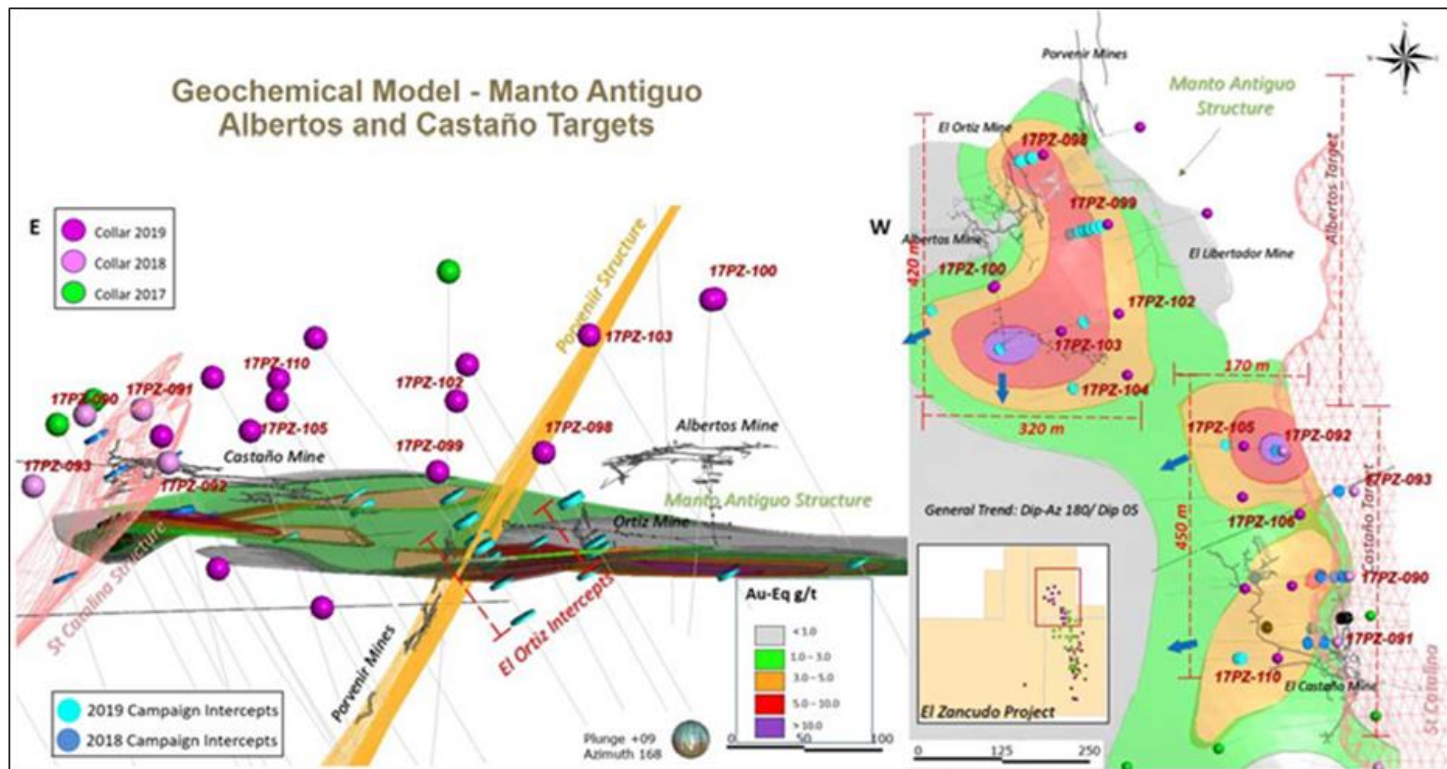 Geochemical Model - Manto Antiguo
Albertos and Castaño Targets
E
Collar 2019
Collar 2018
Collar 2017
17PZ-100
Porveniir Structure
17PZ-103
17PZ-110
17PZ-091
17PZ-090
17PZ-102
17PZ-105
17PZ-098
Albertos Mine
17PZ-099
Castaño Mine
17PZ-093
17PZ-092
Manto Antiguo Structure
Ortiz Mine
St Catalina Structure
El Ortiz Intercepts
Porvenir Mines
2019 Campaign Intercepts
2018 Campaign Intercepts
Plunge +09
Azimuth 168
Au-Eq g/t
< 1.0
1.0 – 3.0
3.0 – 5.0
5.0 – 10.0
> 10.0
0
50
100
W
Porvenir Mines
Manto Antiguo
Structure
El Ortiz Mine
17PZ-098
Albertos Target
17PZ-099
Albertos Mine
El Libertador Mine
420 m
17PZ-100
17PZ-102
17PZ-103
17PZ-104
320 m
170 m
17PZ-105
17PZ-092
17PZ-093
Castaño Target
17PZ-106
General Trend: Dip-Az 180/ Dip 05
450 m
17PZ-090
17PZ-091
17PZ-110
El Castaño Mine
St Catalina
El Zancudo Project
0
125
250